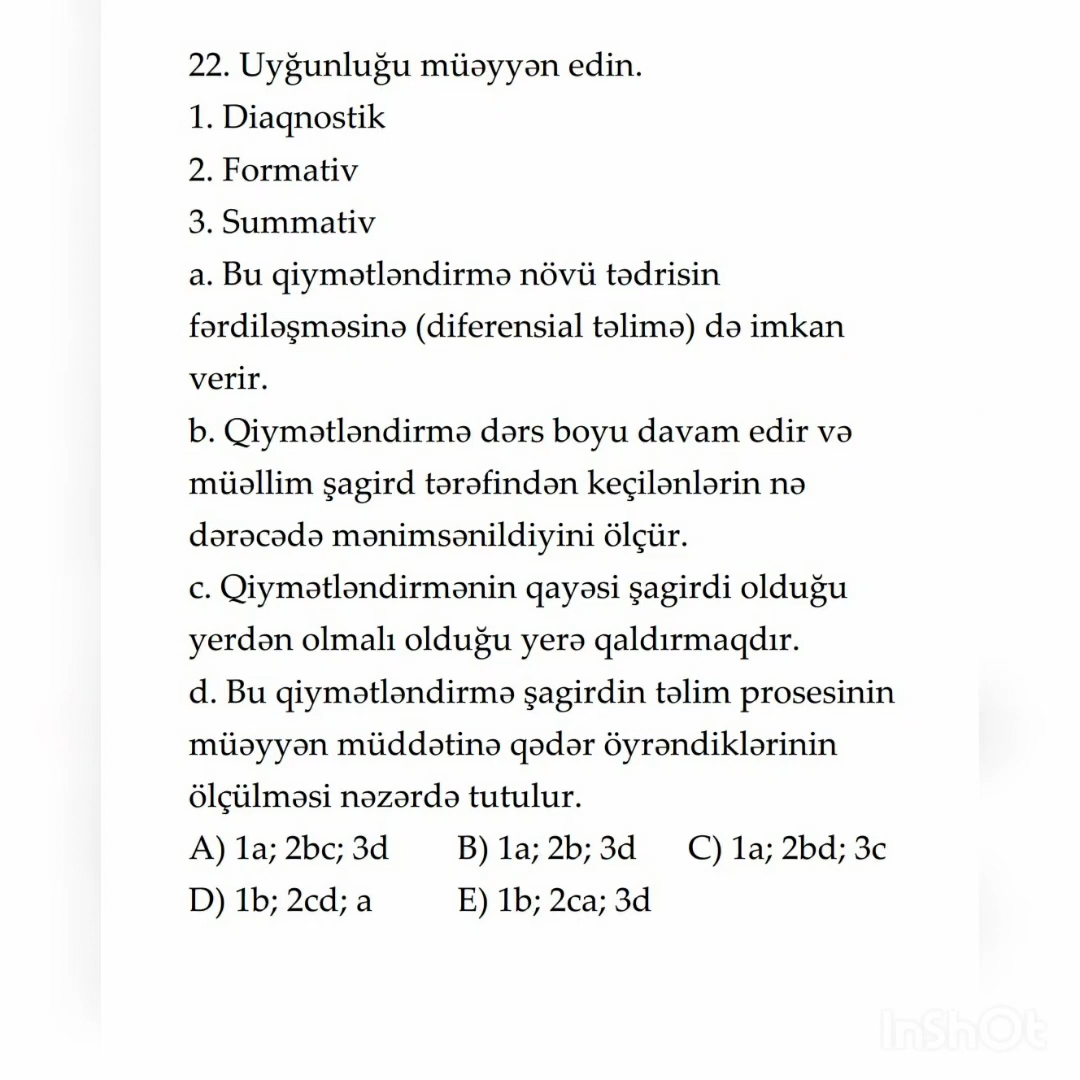 22. Uyğunluğu müəyyən edin.
1. Diaqnostik
2. Formativ
3. Summativ
a. Bu qiymətləndirmə növü tədrisin
fərdiləşməsinə (diferensial təlimə) də imkan
verir.
b. Qiymətləndirmə dərs boyu davam edir və
müəllim şagird tərəfindən keçilənlərin nə
dərəcədə mənimsənildiyini ölçür.
c. Qiymətləndirmənin qayəsi şagirdi olduğu
yerdən olmalı olduğu yerə qaldırmaqdır.
d. Bu qiymətləndirmə şagirdin təlim prosesinin
müəyyən müddətinə qədər öyrəndiklərinin
ölçülməsi nəzərdə tutulur.
A) 1a; 2bc; 3d B) 1a; 2b; 3d C) 1a; 2bd; 3c
D) 1b; 2cd; a E) 1b; 2ca; 3d
InShOt